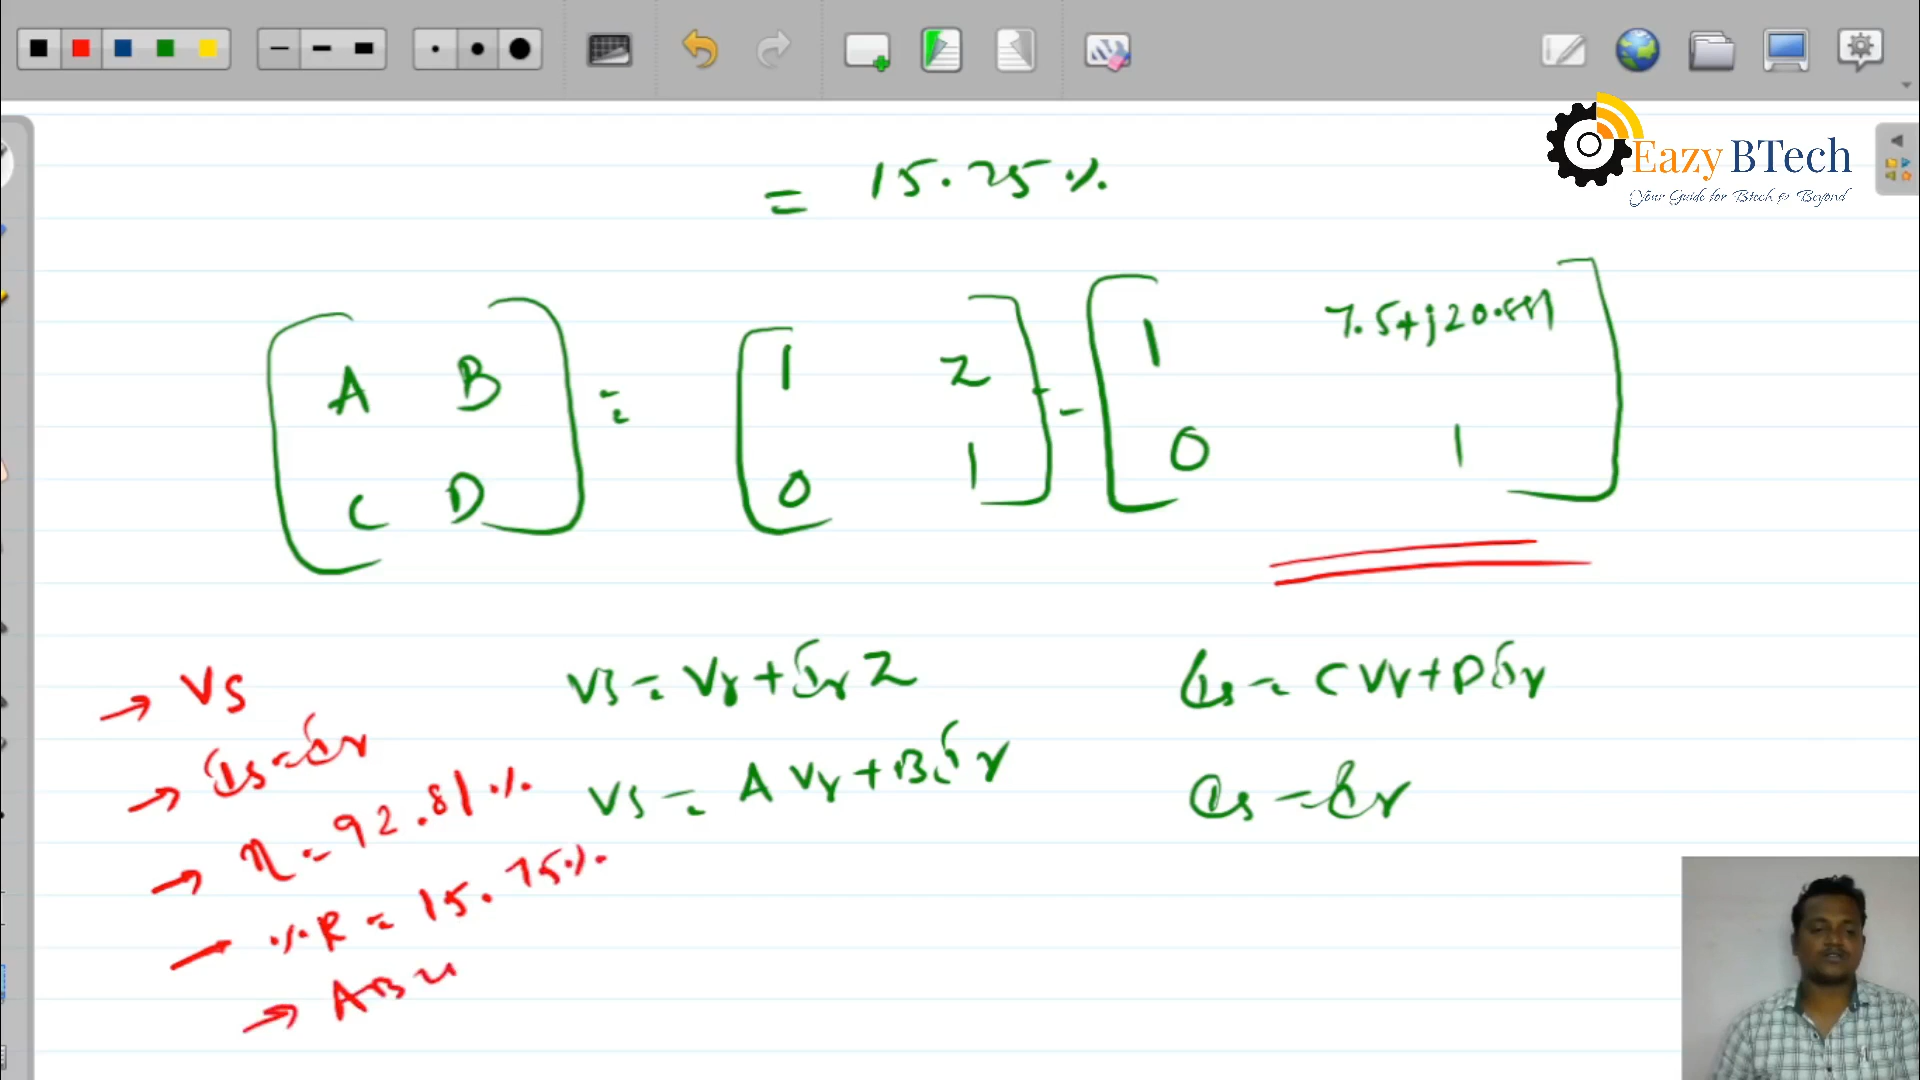 Eazy BTech
Your Guide for Btech & Beyond
= 15.25 %
[A B] = [1 Z] = [1 7.5+j20.
[C D] [0 1] [0 1]
→ Vs
→ Is = Ir
→ η = 92.81 %
→ % R = 15.75 %
→ AB
Vs = Vr + Ir Z
Vs = A Vr + B Ir
Is = C Vr + D Ir
Is = Ir